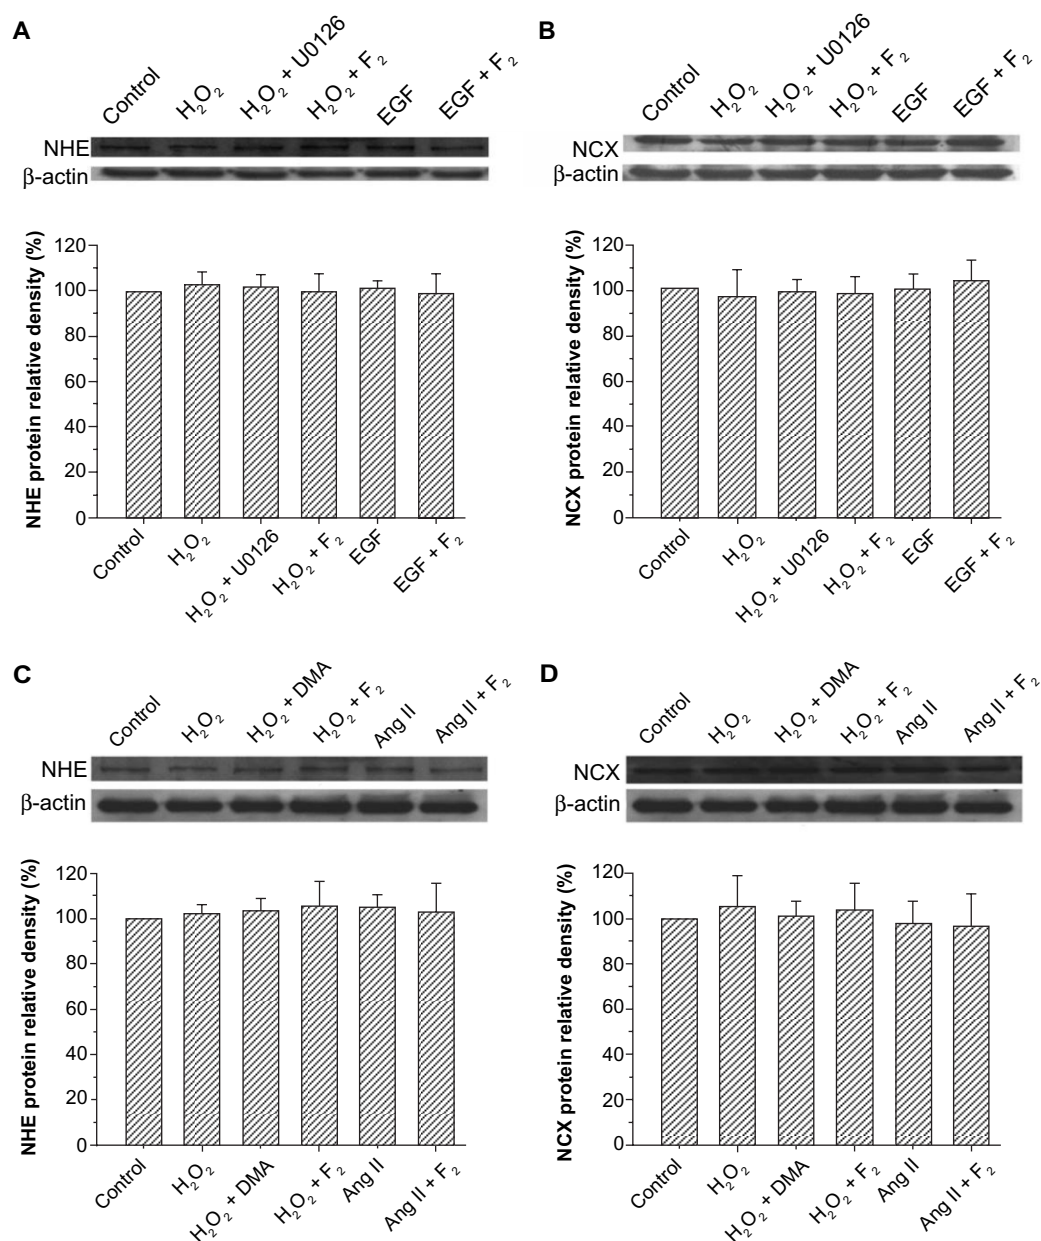 A
Control
H₂O₂
H₂O₂ + U0126
H₂O₂ + F₂
EGF
EGF + F₂
NHE
β-actin
NHE protein relative density (%)
120
100
80
60
40
20
0
Control
H₂O₂
H₂O₂ + U0126
H₂O₂ + F₂
EGF
EGF + F₂
B
Control
H₂O₂
H₂O₂ + U0126
H₂O₂ + F₂
EGF
EGF + F₂
NCX
β-actin
NCX protein relative density (%)
120
100
80
60
40
20
0
Control
H₂O₂
H₂O₂ + U0126
H₂O₂ + F₂
EGF
EGF + F₂
C
Control
H₂O₂
H₂O₂ + DMA
H₂O₂ + F₂
Ang II
Ang II + F₂
NHE
β-actin
NHE protein relative density (%)
120
100
80
60
40
20
0
Control
H₂O₂
H₂O₂ + DMA
H₂O₂ + F₂
Ang II
Ang II + F₂
D
Control
H₂O₂
H₂O₂ + DMA
H₂O₂ + F₂
Ang II
Ang II + F₂
NCX
β-actin
NCX protein relative density (%)
120
100
80
60
40
20
0
Control
H₂O₂
H₂O₂ + DMA
H₂O₂ + F₂
Ang II
Ang II + F₂